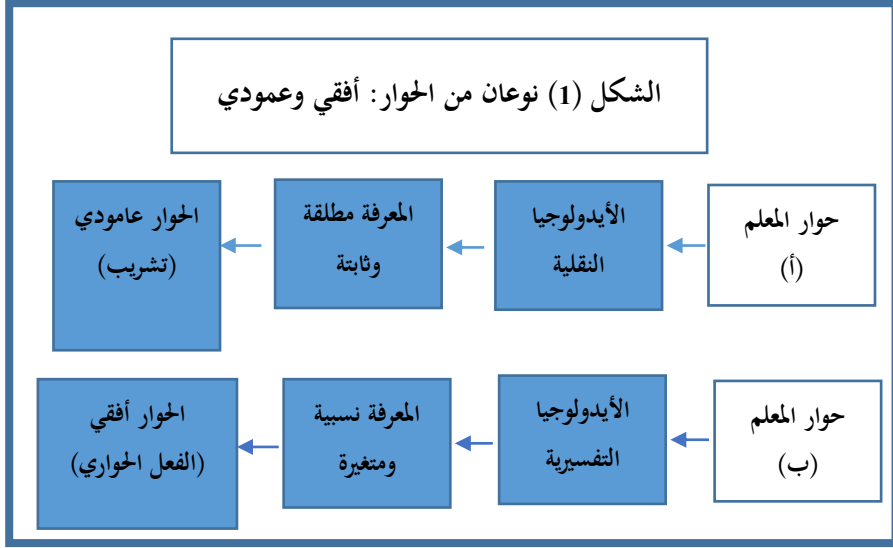 الشكل (1) نوعان من الحوار: أفقي وعمودي
حوار المعلم
(أ)
الأيدولوجيا
النقلية
المعرفة مطلقة
وثابتة
الحوار عامودي
(تشريب)
حوار المعلم
(ب)
الأيدولوجيا
التفسيرية
المعرفة نسبية
ومتغيرة
الحوار أفقي
(الفعل الحواري)